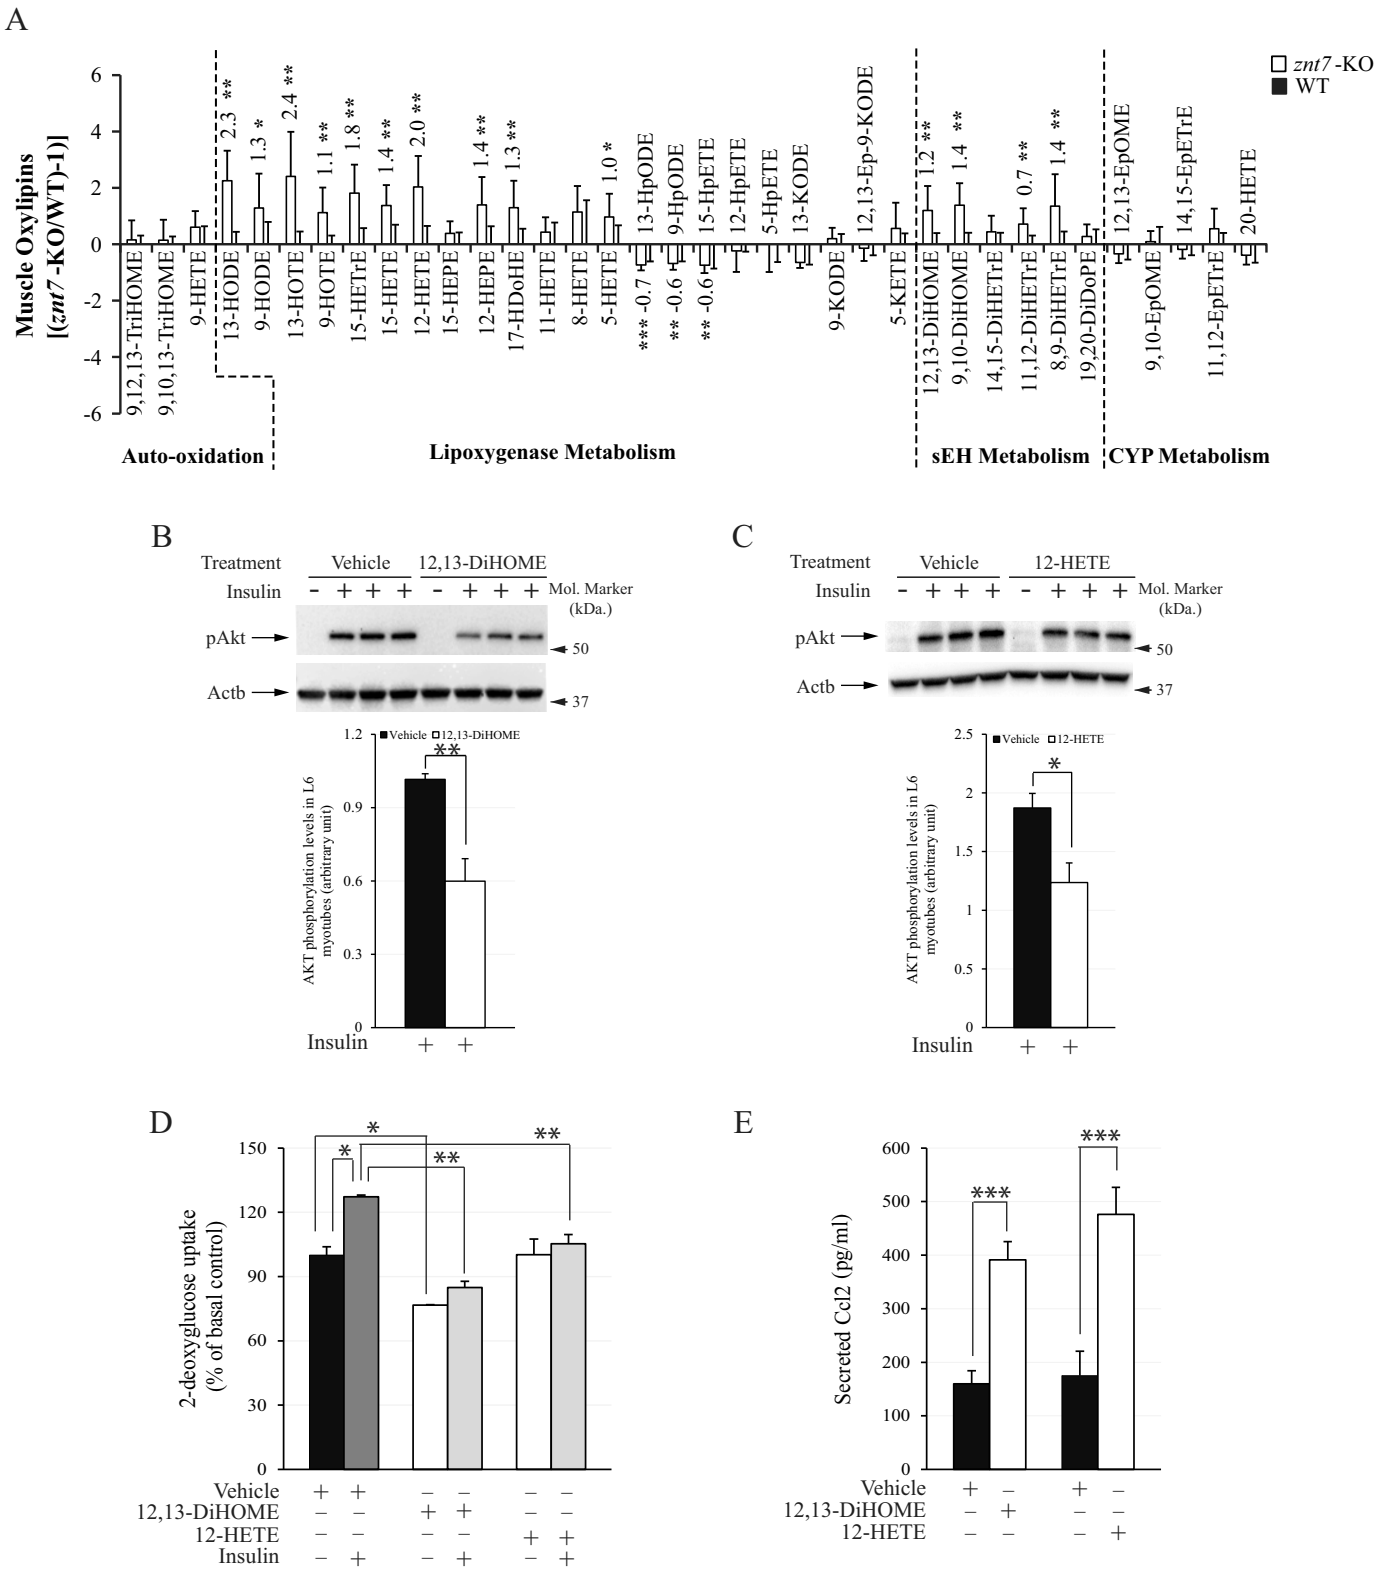 A
znt7 -KO
WT
Muscle Oxylipins
[(znt7 -KO/WT)-1)]
6
4
2
0
-2
-4
-6
2.3 **
1.3 *
2.4 **
1.1 **
1.8 **
1.4 **
2.0 **
1.4 **
1.3 **
1.0 *
13-HpODE
9-HpODE
15-HpETE
12-HpETE
5-HpETE
13-KODE
12,13-Ep-9-KODE
1.2 **
1.4 **
0.7 **
1.4 **
12,13-EpOME
14,15-EpETrE
20-HETE
9,12,13-TriHOME
9,10,13-TriHOME
9-HETE
13-HODE
9-HODE
13-HOTE
9-HOTE
15-HETrE
15-HETE
12-HETE
15-HEPE
12-HEPE
17-HDoHE
11-HETE
8-HETE
5-HETE
*** -0.7
** -0.6
** -0.6
9-KODE
5-KETE
12,13-DiHOME
9,10-DiHOME
14,15-DiHETrE
11,12-DiHETrE
8,9-DiHETrE
19,20-DiDoPE
9,10-EpOME
11,12-EpETrE
Auto-oxidation
Lipoxygenase Metabolism
sEH Metabolism
CYP Metabolism
B
Treatment Vehicle 12,13-DiHOME
Insulin - + + + - + + + Mol. Marker
(kDa.)
pAkt
50
Actb
37
1.2
0.9
0.6
0.3
0
Vehicle 12,13-DiHOME
**
AKT phosphorylation levels in L6
myotubes (arbitrary unit)
Insulin + +
C
Treatment Vehicle 12-HETE
Insulin - + + + - + + + Mol. Marker
(kDa.)
pAkt
50
Actb
37
2.5
2
1.5
1
0.5
0
Vehicle 12-HETE
*
AKT phosphorylation levels in L6
myotubes (arbitrary unit)
Insulin + +
D
150
120
90
60
30
0
2-deoxyglucose uptake
(% of basal control)
*
*
**
**
Vehicle + + – – – –
12,13-DiHOME – – + + – –
12-HETE – – – – + +
Insulin – + – + – +
E
600
500
400
300
200
100
0
Secreted Ccl2 (pg/ml)
***
***
Vehicle + – + –
12,13-DiHOME – + – –
12-HETE – – – +